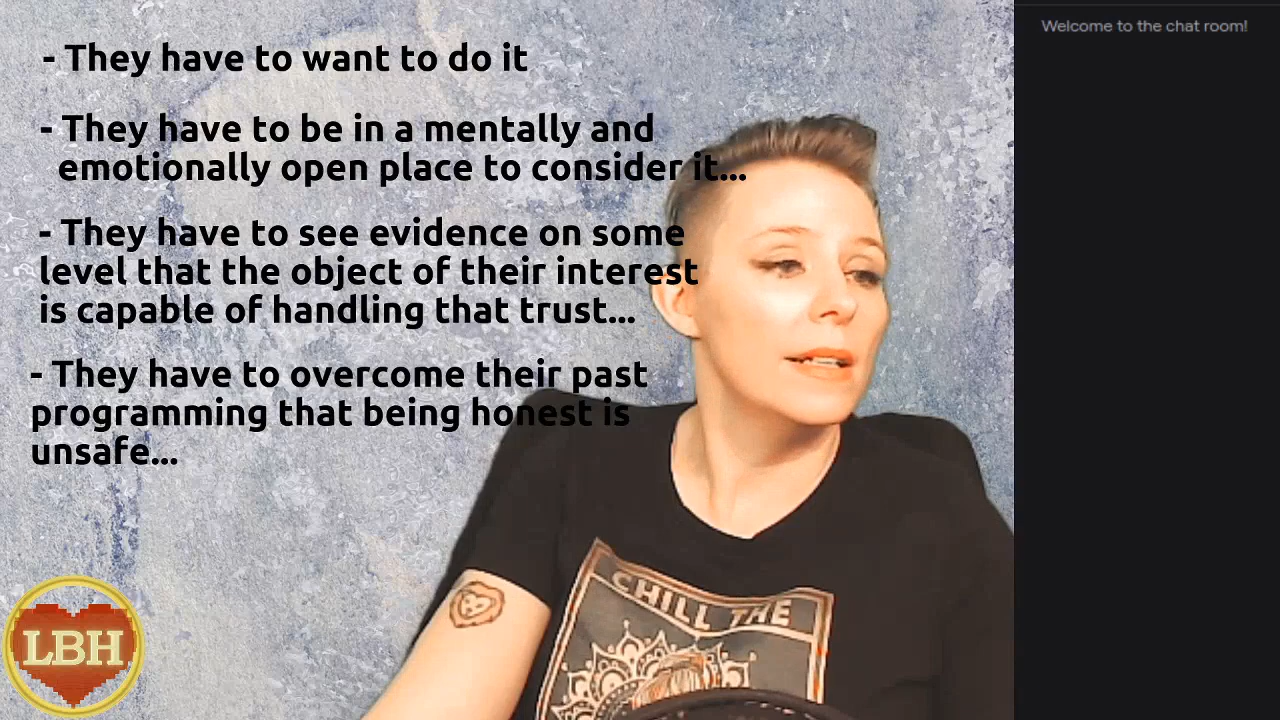 - They have to want to do it
- They have to be in a mentally and
emotionally open place to consider it...
- They have to see evidence on some
level that the object of their interest
is capable of handling that trust...
- They have to overcome their past
programming that being honest is
unsafe...
Welcome to the chat room!
CHILL THE
LBH